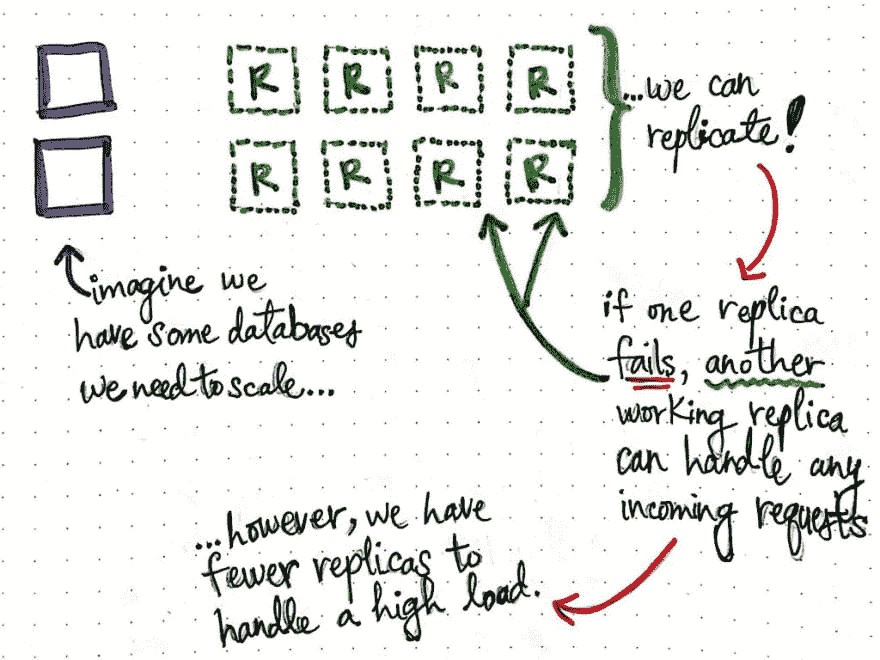 R R R R
R R R R
...we can
replicate!
imagine we
have some databases
we need to scale...
if one replica
fails, another
working replica
can handle any
incoming requests
...however, we have
fewer replicas to
handle a high load.